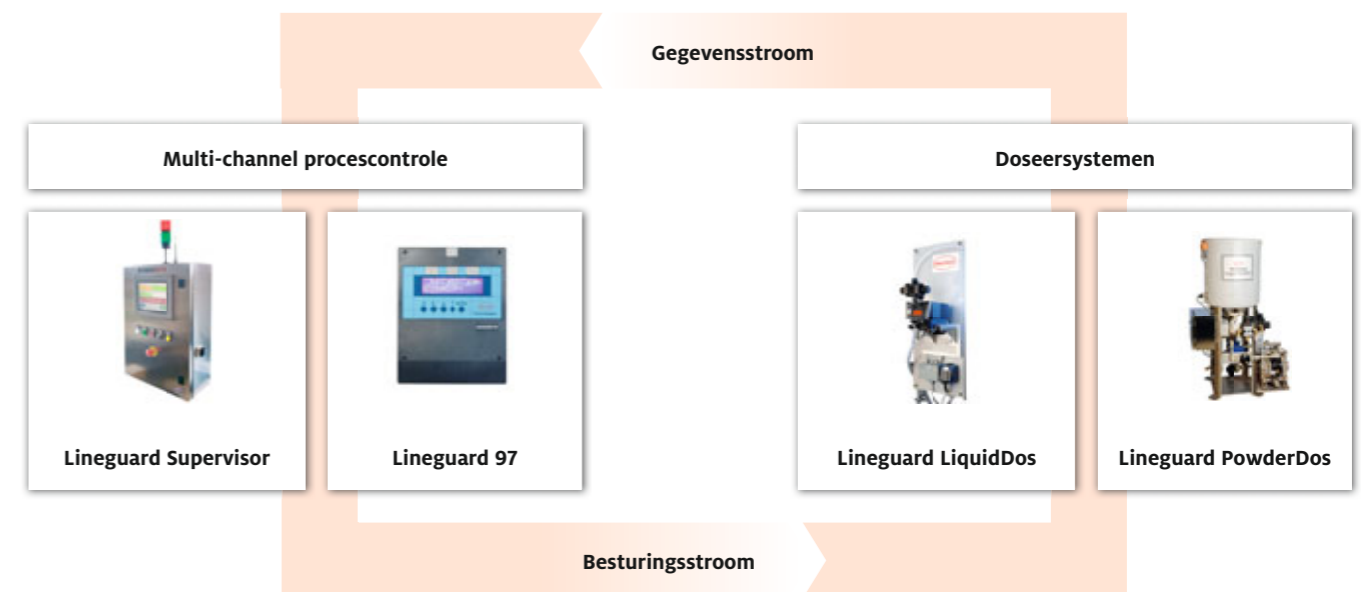 Gegevensstroom
Multi-channel procescontrole
Doseersystemen
Lineguard Supervisor
Lineguard 97
Lineguard LiquidDos
Lineguard PowderDos
Besturingsstroom